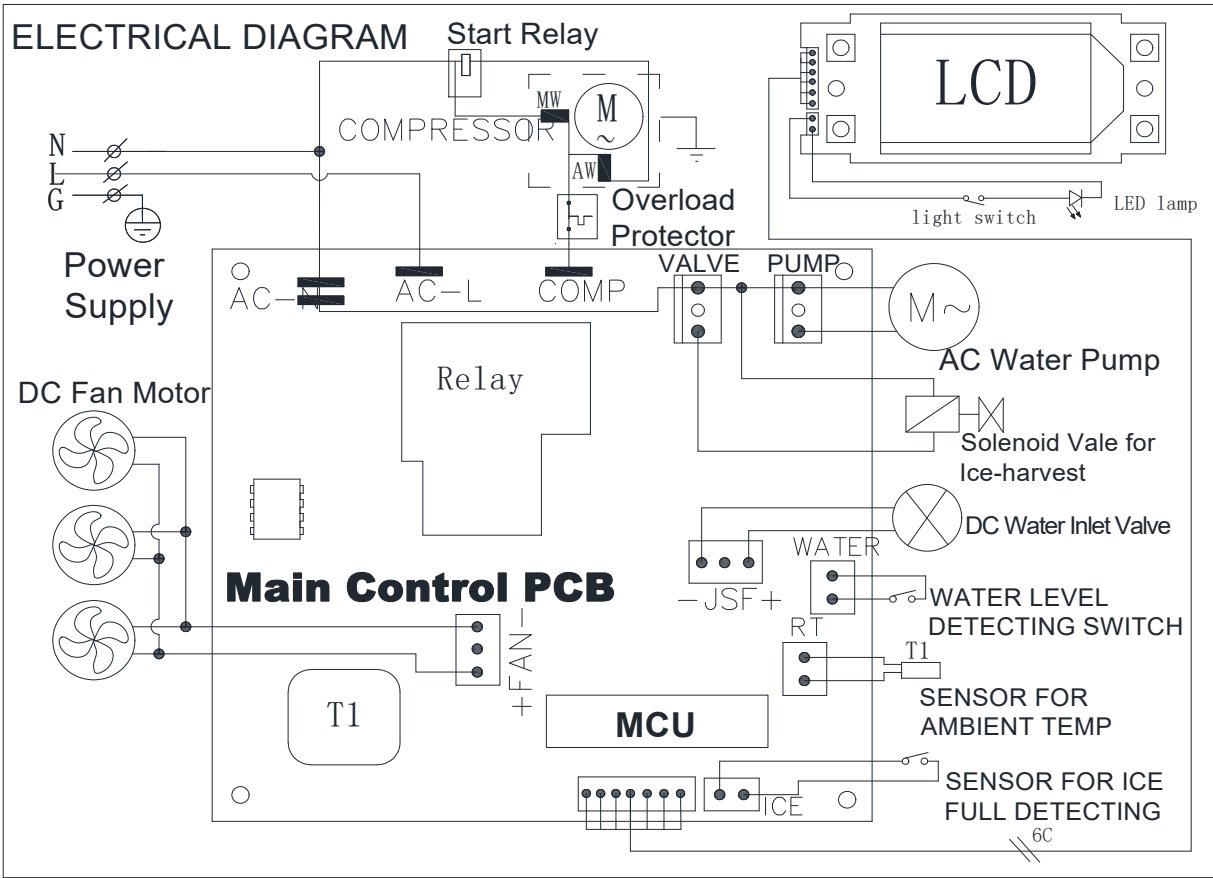 ELECTRICAL DIAGRAM
Start Relay
LCD
MW
M
~
COMPRESSOR
AW
N
L
G
Power
Supply
Overload
Protector
light switch
LED lamp
VALVE
PUMP
AC-N
AC-L
COMP
M~
AC Water Pump
Relay
DC Fan Motor
Solenoid Vale for
Ice-harvest
DC Water Inlet Valve
WATER
-JSF+
Main Control PCB
WATER LEVEL
DETECTING SWITCH
RT
T1
+FAN-
SENSOR FOR
AMBIENT TEMP
T1
MCU
SENSOR FOR ICE
FULL DETECTING
ICE
6C